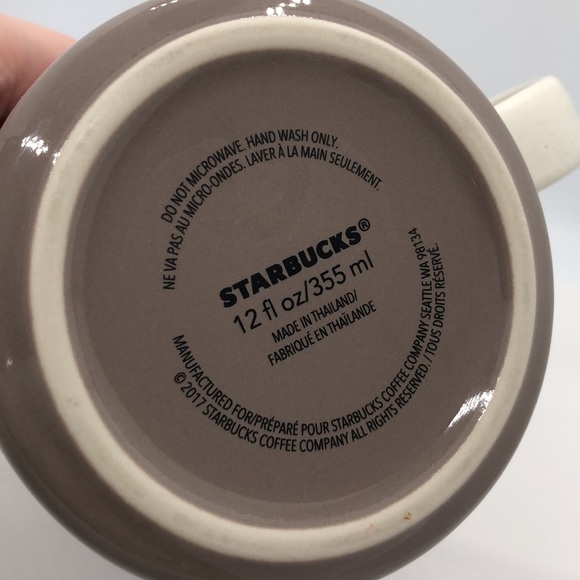 DO NOT MICROWAVE. HAND WASH ONLY.
NE VA PAS AU MICRO-ONDES. LAVER À LA MAIN SEULEMENT.
STARBUCKS®
12 fl oz/355 ml
MADE IN THAILAND/
FABRIQUÉ EN THAÏLANDE
MANUFACTURED FOR/PRÉPARÉ POUR STARBUCKS COFFEE COMPANY SEATTLE WA 98134
© 2017 STARBUCKS COFFEE COMPANY ALL RIGHTS RESERVED. / TOUS DROITS RÉSERVÉ.